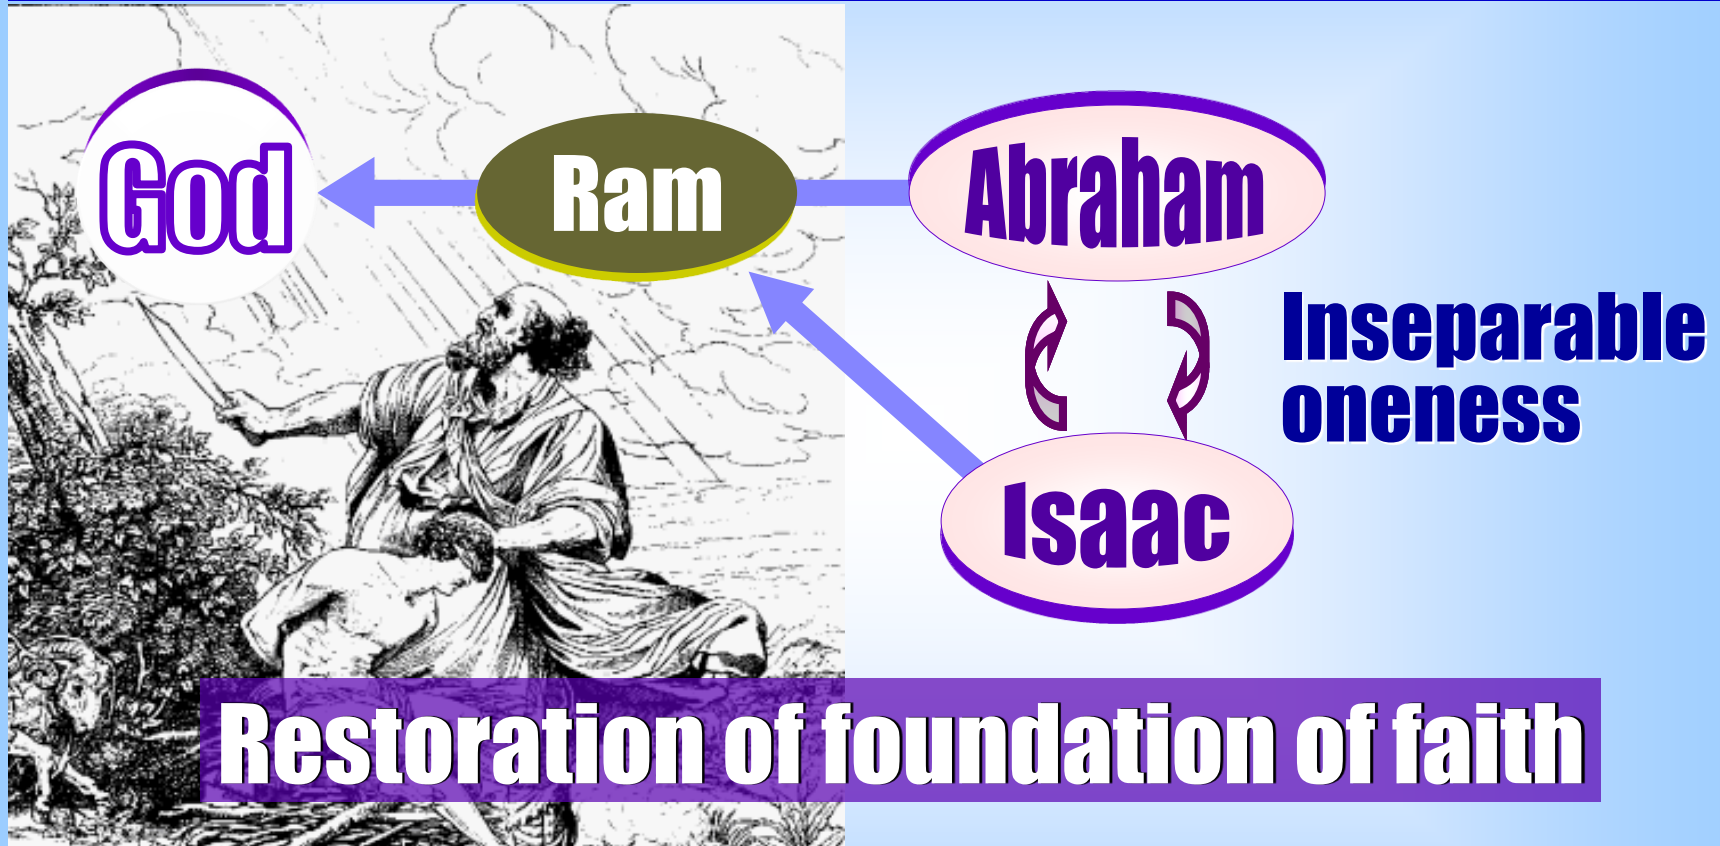 God
Ram
Abraham
Inseparable
oneness
Isaac
Restoration of foundation of faith